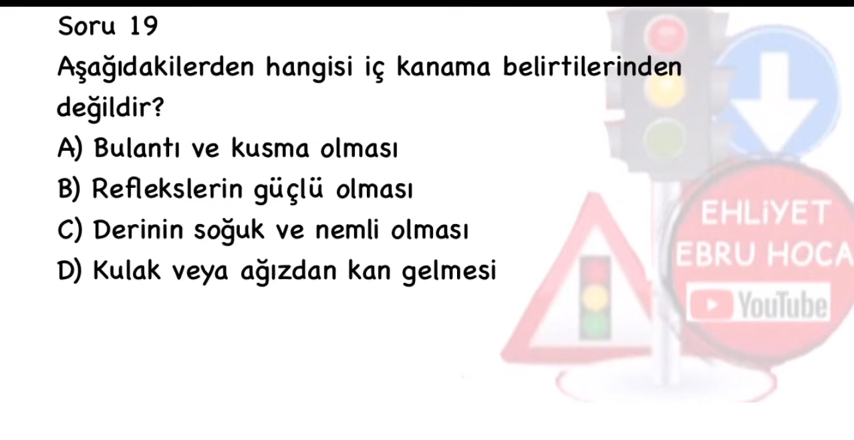 Soru 19
Aşağıdakilerden hangisi iç kanama belirtilerinden
değildir?
A) Bulantı ve kusma olması
B) Reflekslerin güçlü olması
C) Derinin soğuk ve nemli olması
D) Kulak veya ağızdan kan gelmesi
EHLİYET
EBRU HOCA
YouTube